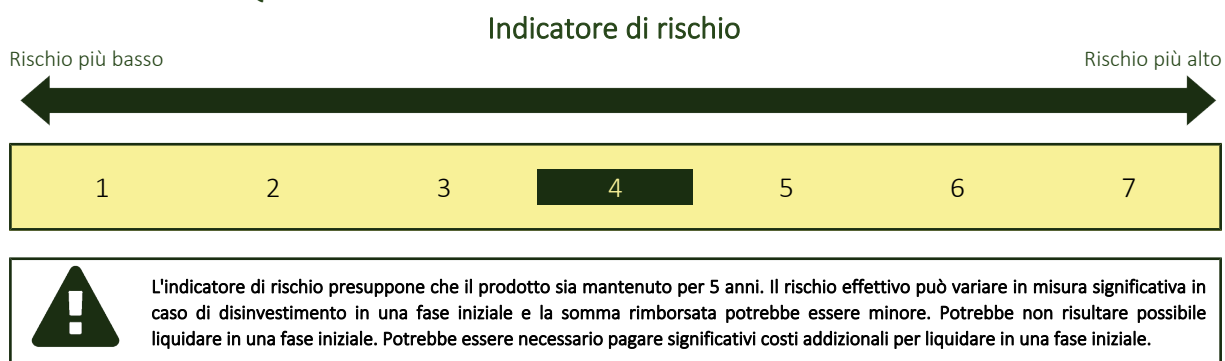 Indicatore di rischio
Rischio più basso
Rischio più alto
1 2 3 4 5 6 7
L'indicatore di rischio presuppone che il prodotto sia mantenuto per 5 anni. Il rischio effettivo può variare in misura significativa in
caso di disinvestimento in una fase iniziale e la somma rimborsata potrebbe essere minore. Potrebbe non risultare possibile
liquidare in una fase iniziale. Potrebbe essere necessario pagare significativi costi addizionali per liquidare in una fase iniziale.